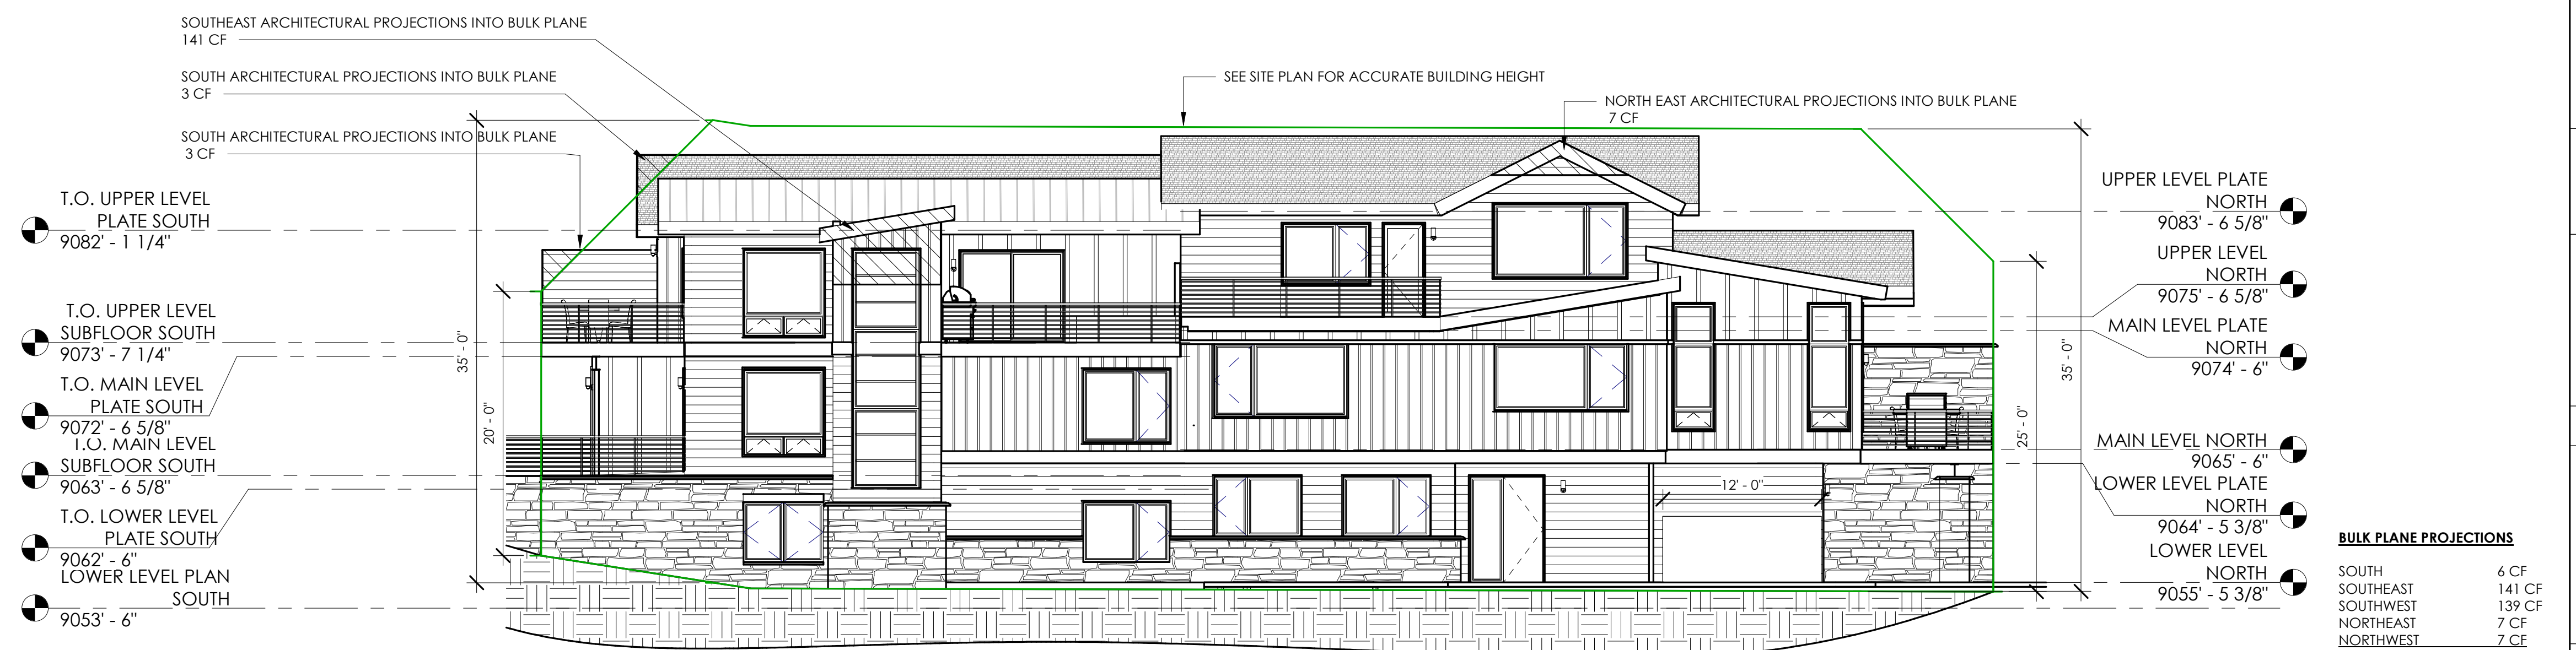 SOUTHEAST ARCHITECTURAL PROJECTIONS INTO BULK PLANE
141 CF
SOUTH ARCHITECTURAL PROJECTIONS INTO BULK PLANE
3 CF
SOUTH ARCHITECTURAL PROJECTIONS INTO BULK PLANE
3 CF
SEE SITE PLAN FOR ACCURATE BUILDING HEIGHT
NORTH EAST ARCHITECTURAL PROJECTIONS INTO BULK PLANE
7 CF
T.O. UPPER LEVEL
PLATE SOUTH
9082' - 1 1/4"
T.O. UPPER LEVEL
SUBFLOOR SOUTH
9073' - 7 1/4"
T.O. MAIN LEVEL
PLATE SOUTH
9072' - 6 5/8"
T.O. MAIN LEVEL
SUBFLOOR SOUTH
9063' - 6 5/8"
T.O. LOWER LEVEL
PLATE SOUTH
9062' - 6"
LOWER LEVEL PLAN
SOUTH
9053' - 6"
35' - 0"
20' - 0"
12' - 0"
25' - 0"
35' - 0"
UPPER LEVEL PLATE
NORTH
9083' - 6 5/8"
UPPER LEVEL
NORTH
9075' - 6 5/8"
MAIN LEVEL PLATE
NORTH
9074' - 6"
MAIN LEVEL NORTH
9065' - 6"
LOWER LEVEL PLATE
NORTH
9064' - 5 3/8"
LOWER LEVEL
NORTH
9055' - 5 3/8"
BULK PLANE PROJECTIONS
SOUTH 6 CF
SOUTHEAST 141 CF
SOUTHWEST 139 CF
NORTHEAST 7 CF
NORTHWEST 7 CF